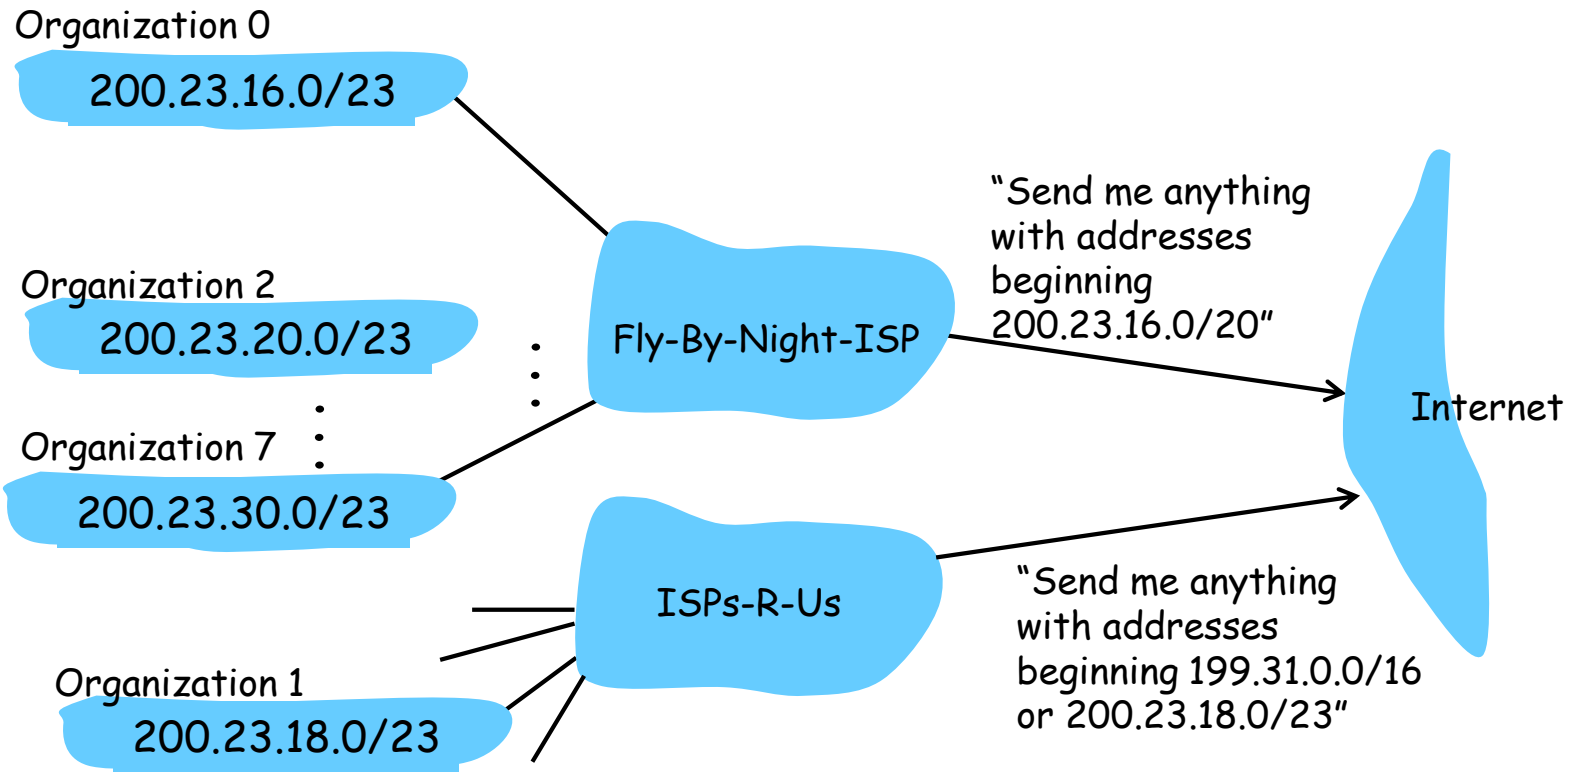 Organization 0
200.23.16.0/23
Organization 2
200.23.20.0/23
Organization 7
200.23.30.0/23
Fly-By-Night-ISP
“Send me anything
with addresses
beginning
200.23.16.0/20”
Internet
ISPs-R-Us
Organization 1
200.23.18.0/23
“Send me anything
with addresses
beginning 199.31.0.0/16
or 200.23.18.0/23”